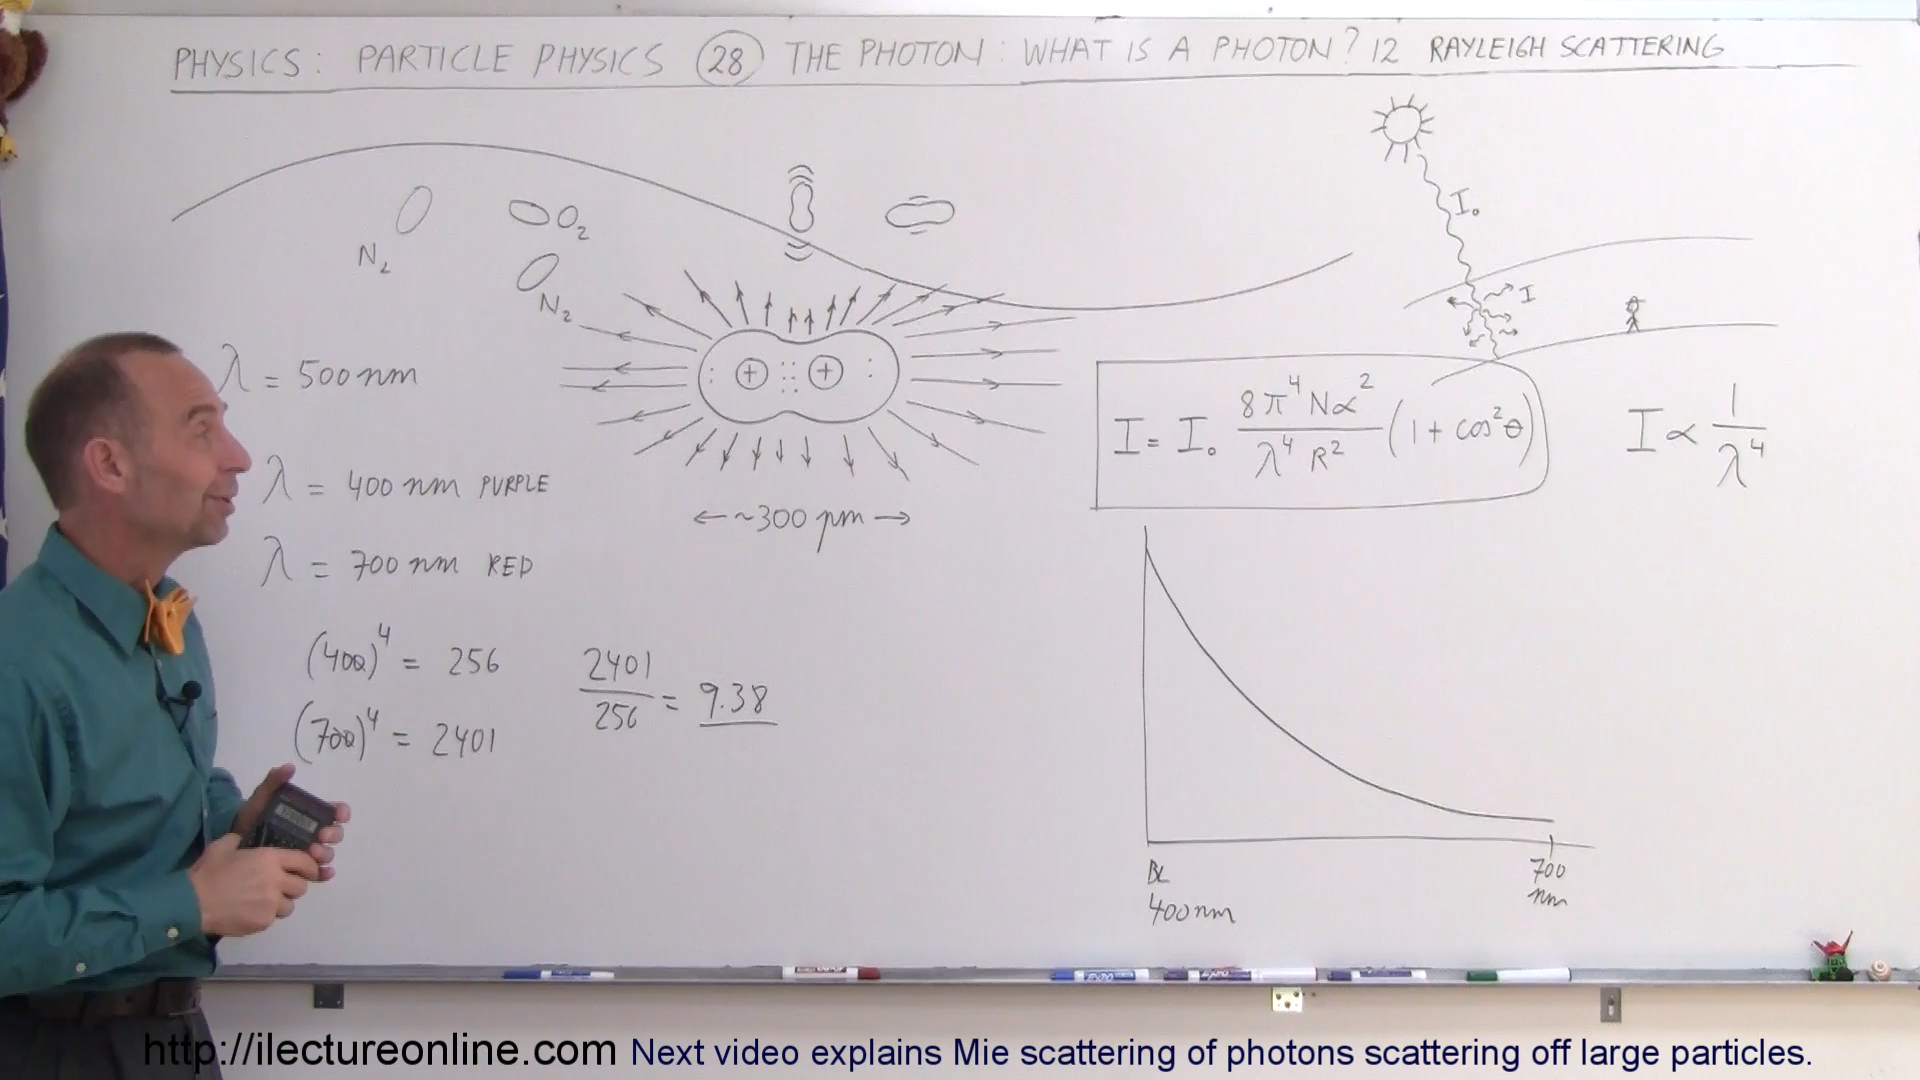 PHYSICS: PARTICLE PHYSICS 28 THE PHOTON: WHAT IS A PHOTON? 12 RAYLEIGH SCATTERING
I₀
N₂
O₂
N₂
I
λ = 500 nm
I = I₀ 8π⁴Nα² / λ⁴R² (1 + cos²θ)
I ∝ 1/λ⁴
λ = 400 nm PURPLE
← ~300 pm →
λ = 700 nm RED
(400)⁴ = 256
2401/256 = 9.38
(700)⁴ = 2401
BL
400 nm
700
nm
http://ilectureonline.com Next video explains Mie scattering of photons scattering off large particles.